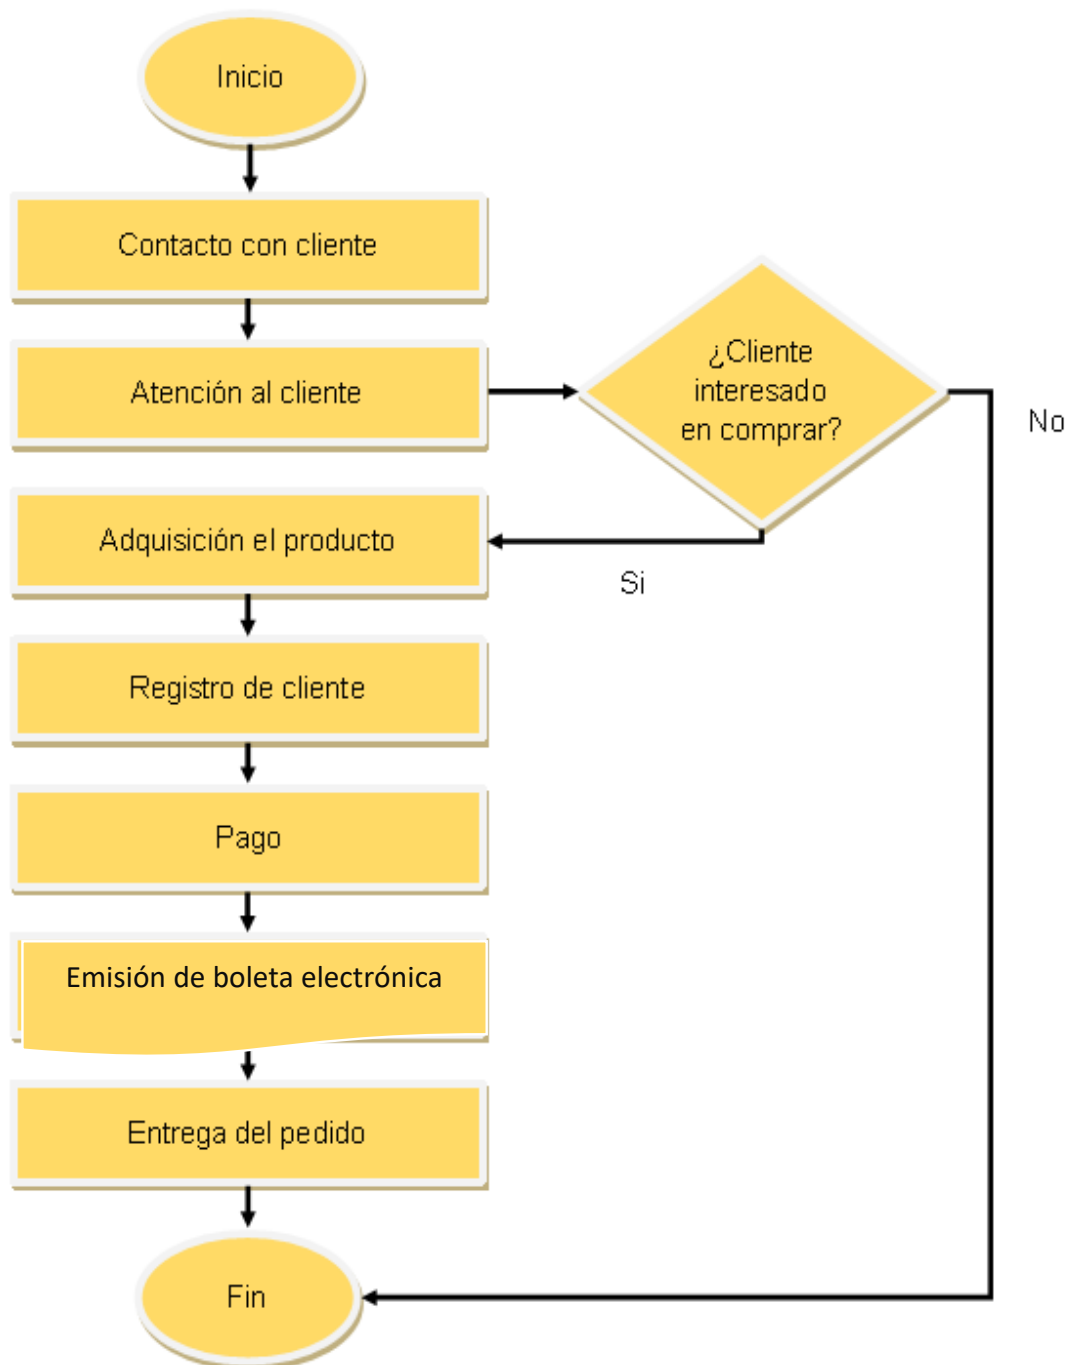 Inicio
Contacto con cliente
Atención al cliente
¿Cliente
interesado
en comprar?
No
Adquisición el producto
Si
Registro de cliente
Pago
Emisión de boleta electrónica
Entrega del pedido
Fin